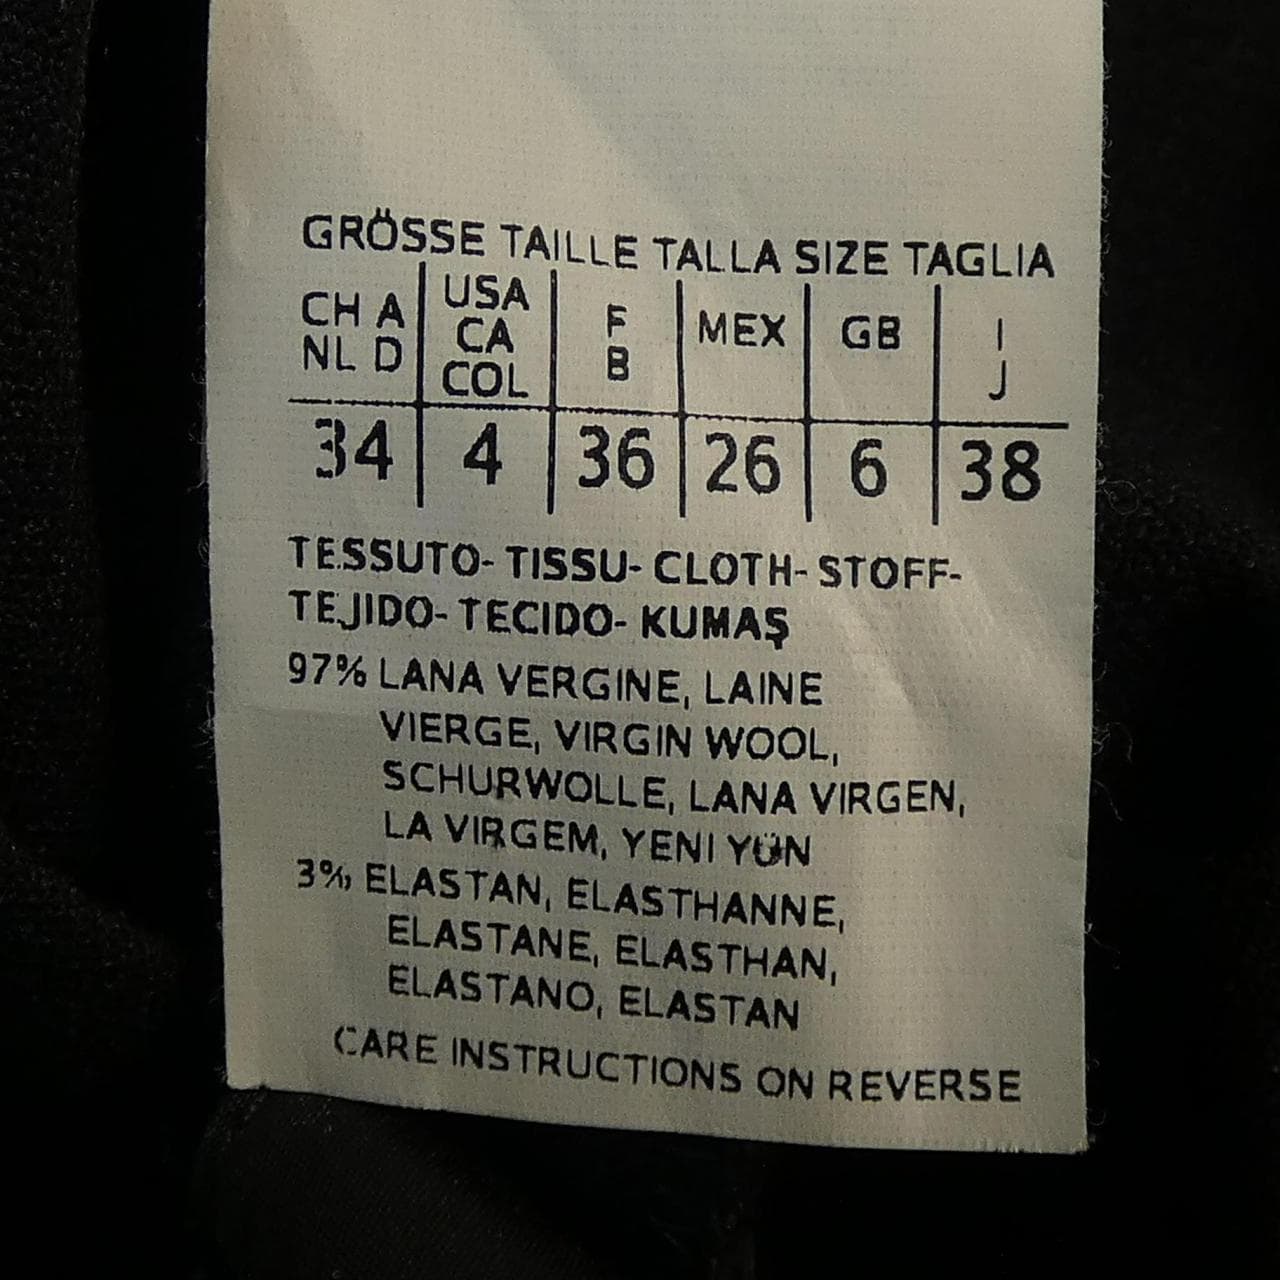 GRÖSSE TAILLE TALLA SIZE TAGLIA
CH A NL D | USA CA COL | F B | MEX | GB | I J
34 | 4 | 36 | 26 | 6 | 38
TESSUTO- TISSU- CLOTH- STOFF-
TEJIDO- TECIDO- KUMAŞ
97% LANA VERGINE, LAINE
VIERGE, VIRGIN WOOL,
SCHURWOLLE, LANA VIRGEN,
LA VIRGEM, YENI YÜN
3%, ELASTAN, ELASTHANNE,
ELASTANE, ELASTHAN,
ELASTANO, ELASTAN
CARE INSTRUCTIONS ON REVERSE